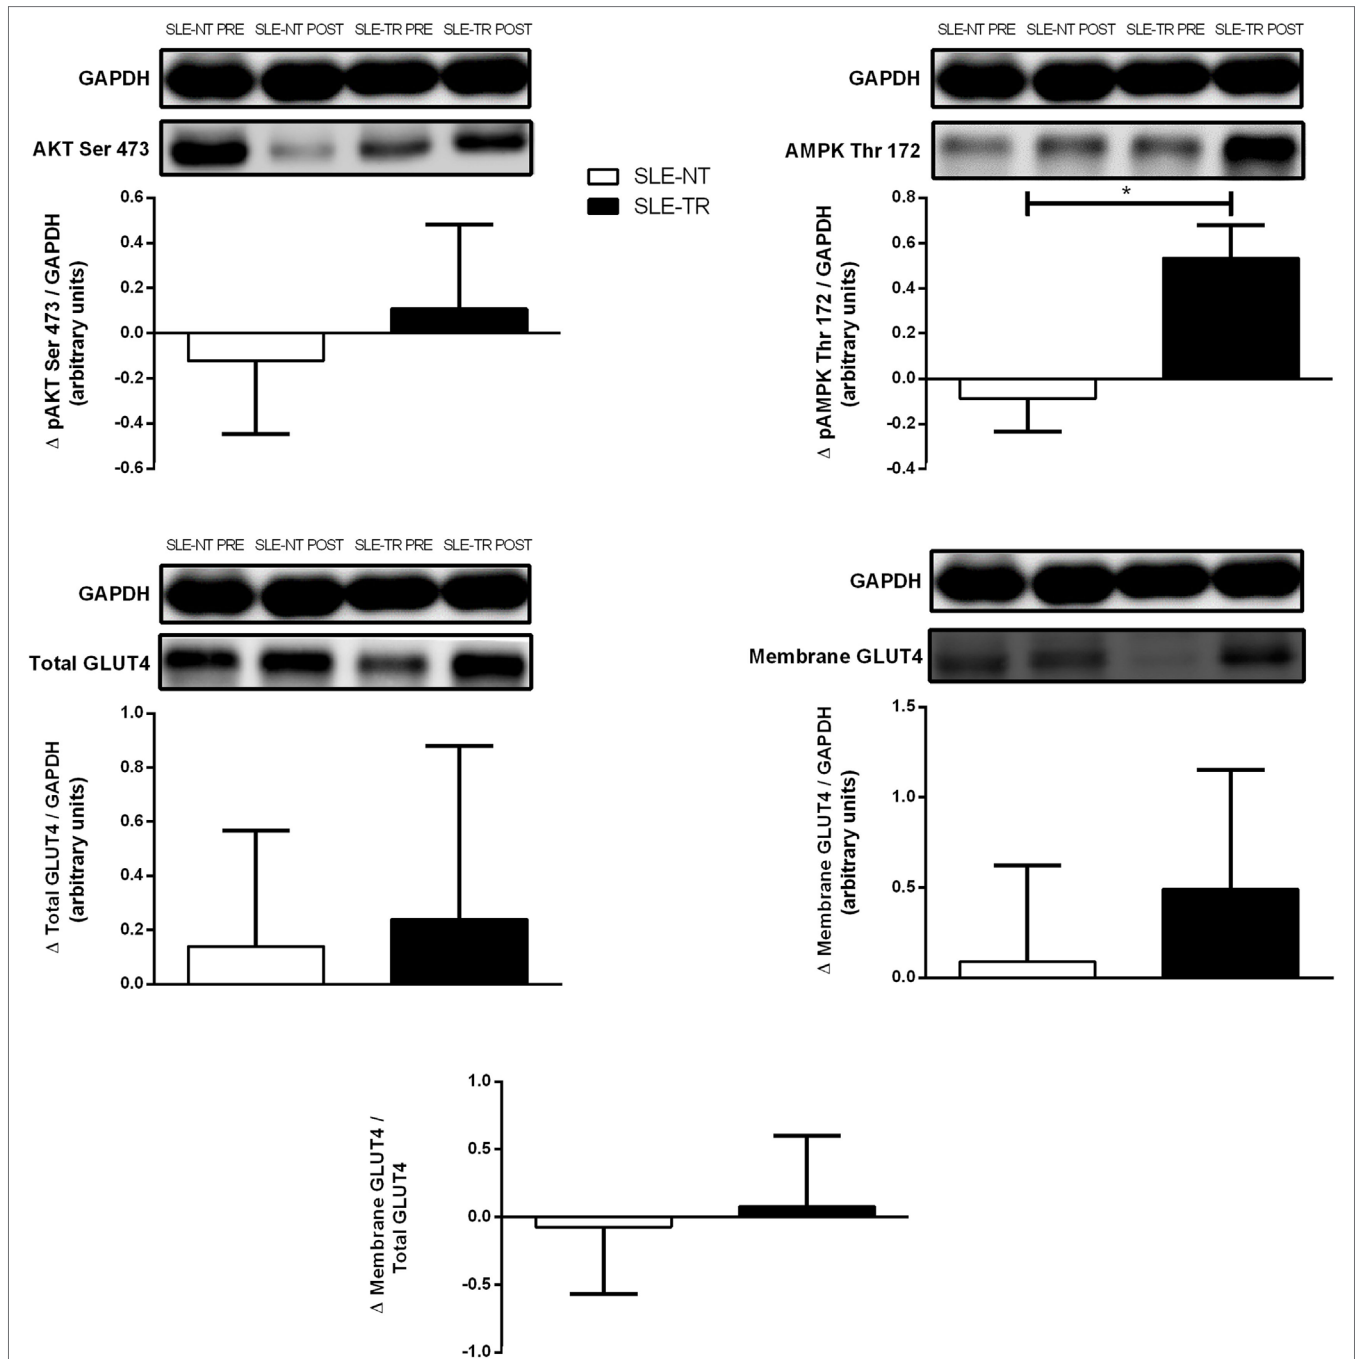 SLE-NT PRE SLE-NT POST SLE-TR PRE SLE-TR POST
GAPDH
AKT Ser 473
0.6
0.4
0.2
0.0
-0.2
-0.4
-0.6
Δ pAKT Ser 473 / GAPDH
(arbitrary units)
SLE-NT
SLE-TR
SLE-NT PRE SLE-NT POST SLE-TR PRE SLE-TR POST
GAPDH
AMPK Thr 172
*
0.8
0.6
0.4
0.2
0.0
-0.2
-0.4
Δ pAMPK Thr 172 / GAPDH
(arbitrary units)
SLE-NT PRE SLE-NT POST SLE-TR PRE SLE-TR POST
GAPDH
Total GLUT4
1.0
0.8
0.6
0.4
0.2
0.0
Δ Total GLUT4 / GAPDH
(arbitrary units)
GAPDH
Membrane GLUT4
1.5
1.0
0.5
0.0
Δ Membrane GLUT4 / GAPDH
(arbitrary units)
1.0
0.5
0.0
-0.5
-1.0
Δ Membrane GLUT4 /
Total GLUT4